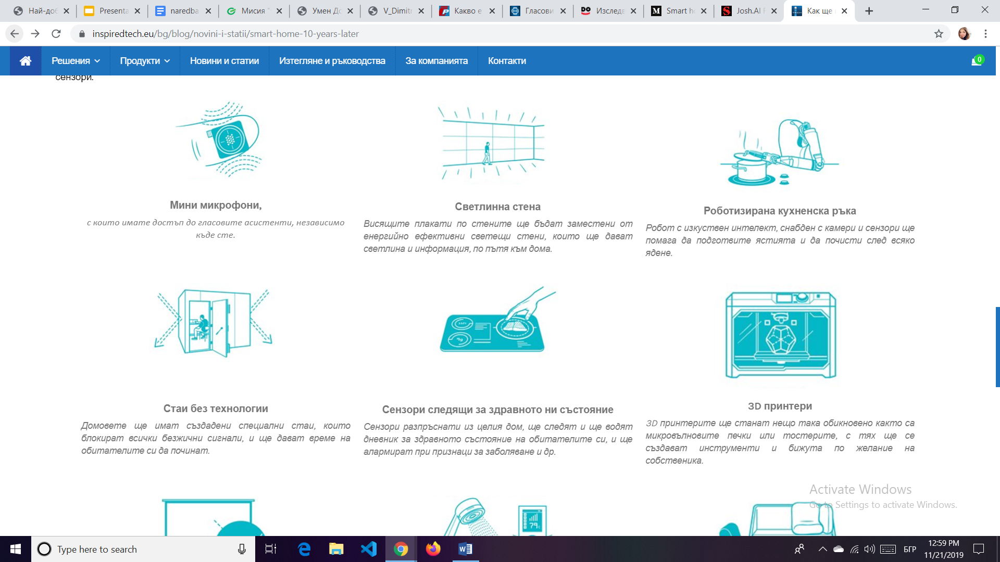 Най-доб
Presenta
naredba
Мисия "
Умен До
V_Dimitr
Какво е
Гласови
Изследв
Smart ho
Josh.AI F
Как ще
inspiredtech.eu/bg/blog/novini-i-statii/smart-home-10-years-later
Решения
Продукти
Новини и статии
Изтегляне и ръководства
За компанията
Контакти
0
сензори.
Мини микрофони,
с които имате достъп до гласовите асистенти, независимо
къде сте.
Светлинна стена
Висящите плакати по стените ще бъдат заместени от
енергийно ефективни светещи стени, които ще дават
светлина и информация, по пътя към дома.
Роботизирана кухненска ръка
Робот с изкуствен интелект, снабден с камери и сензори ще
помага да подготвите ястията и да почисти след всяко
ядене.
Стаи без технологии
Домовете ще имат създадени специални стаи, които
блокират всички безжични сигнали, и ще дават време на
обитателите си да починат.
Сензори следящи за здравното ни състояние
Сензори разпръснати из целия дом, ще следят и ще водят
дневник за здравното състояние на обитателите си, и ще
алармират при признаци за заболяване и др.
3D принтери
3D принтерите ще станат нещо така обикновено както са
микровълновите печки или тостерите, с тях ще се
създават инструменти и бижута по желание на
собственика.
79
Activate Windows
Go to Settings to activate Windows.
Type here to search
БГР
12:59 PM
11/21/2019